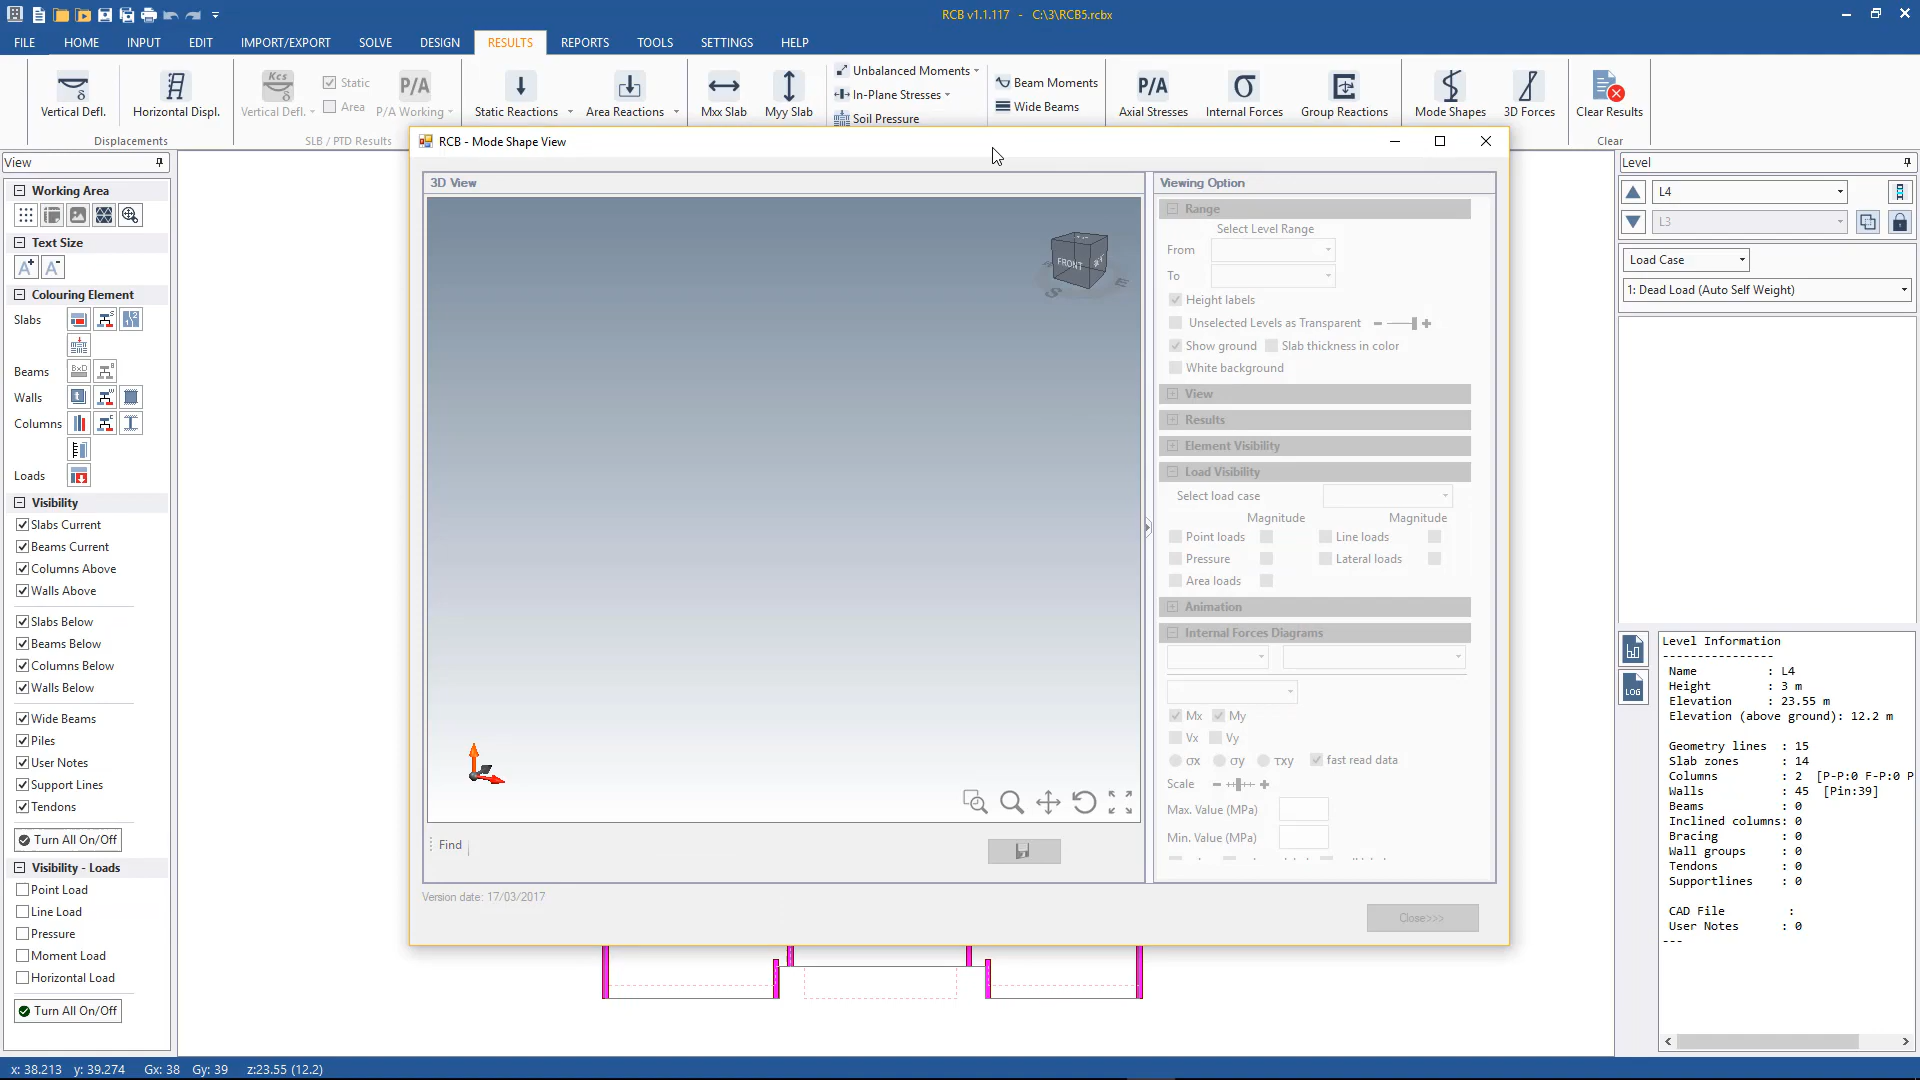 RCB v1.1.117 - C:\3\RCB5.rcbx
FILE HOME INPUT EDIT IMPORT/EXPORT SOLVE DESIGN RESULTS REPORTS TOOLS SETTINGS HELP
Vertical Defl.
Horizontal Displ.
Displacements
Kcs
Vertical Defl.
Static
Area
P/A
P/A Working
SLB / PTD Results
Static Reactions
Area Reactions
Mxx Slab
Myy Slab
Unbalanced Moments
In-Plane Stresses
Soil Pressure
Beam Moments
Wide Beams
P/A
Axial Stresses
σ
Internal Forces
Group Reactions
Mode Shapes
3D Forces
Clear Results
Clear
View
Working Area
Text Size
A+ A-
Colouring Element
Slabs
Beams
BxD
Walls
Columns
Loads
Visibility
Slabs Current
Beams Current
Columns Above
Walls Above
Slabs Below
Beams Below
Columns Below
Walls Below
Wide Beams
Piles
User Notes
Support Lines
Tendons
Turn All On/Off
Visibility - Loads
Point Load
Line Load
Pressure
Moment Load
Horizontal Load
Turn All On/Off
RCB - Mode Shape View
3D View
FRONT
S
E
Find
Version date: 17/03/2017
Viewing Option
Range
Select Level Range
From
To
Height labels
Unselected Levels as Transparent
Show ground Slab thickness in color
White background
View
Results
Element Visibility
Load Visibility
Select load case
Magnitude Magnitude
Point loads Line loads
Pressure Lateral loads
Area loads
Animation
Internal Forces Diagrams
Mx My
Vx Vy
σx σy τxy fast read data
Scale
Max. Value (MPa)
Min. Value (MPa)
Close>>>
Level
L4
L3
Load Case
1: Dead Load (Auto Self Weight)
LOG
Level Information
----------------
Name : L4
Height : 3 m
Elevation : 23.55 m
Elevation (above ground): 12.2 m
Geometry lines : 15
Slab zones : 14
Columns : 2 [P-P:0 F-P:0 P
Walls : 45 [Pin:39]
Beams : 0
Inclined columns: 0
Bracing : 0
Wall groups : 0
Tendons : 0
Supportlines : 0
CAD File :
User Notes : 0
---
x: 38.213 y: 39.274 Gx: 38 Gy: 39 z:23.55 (12.2)